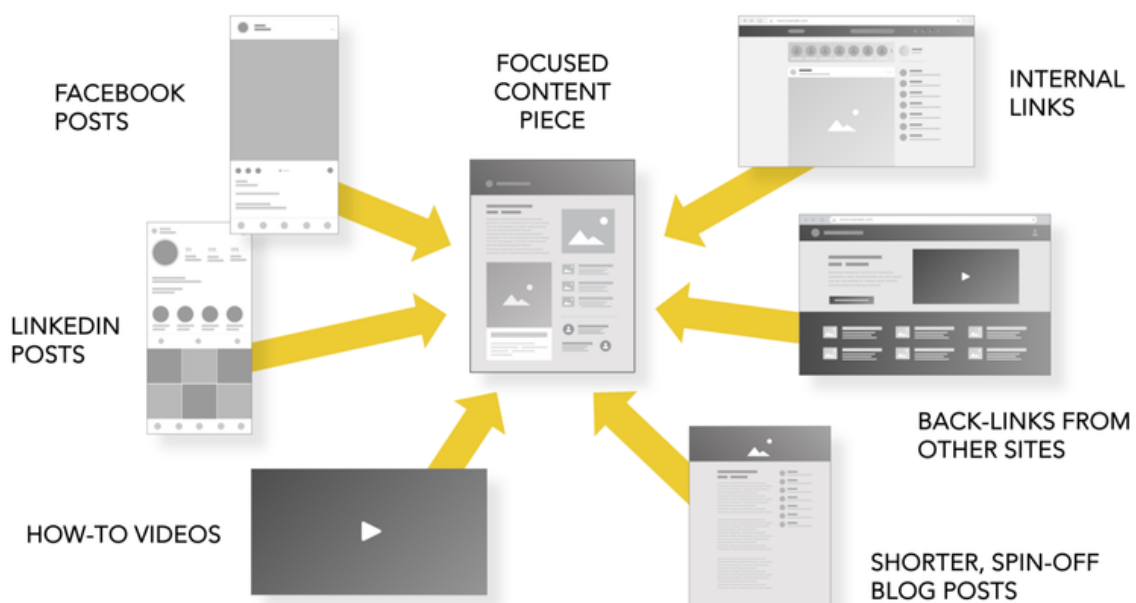 FACEBOOK
POSTS
FOCUSED
CONTENT
PIECE
INTERNAL
LINKS
LINKEDIN
POSTS
BACK-LINKS FROM
OTHER SITES
HOW-TO VIDEOS
SHORTER, SPIN-OFF
BLOG POSTS